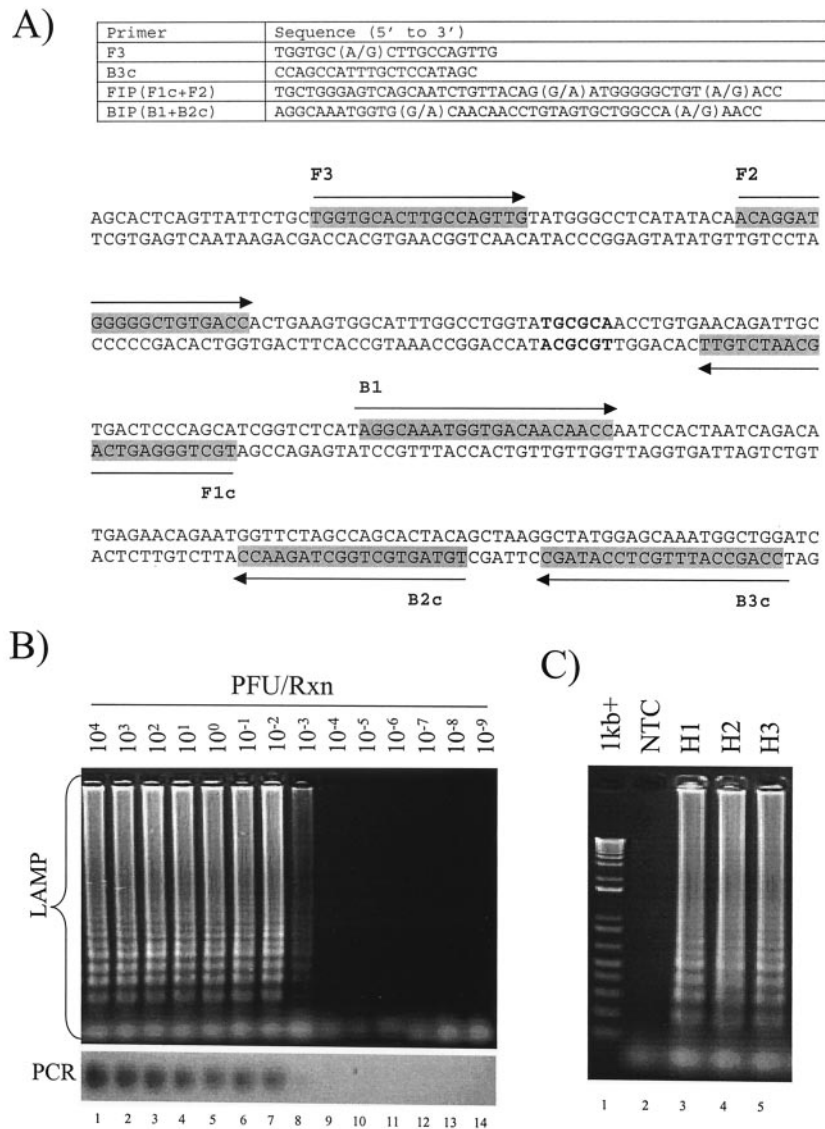 A)
Primer Sequence (5' to 3')
F3 TGGTGC(A/G)CTTGCCAGTTG
B3c CCAGCCATTTGCTCCATAGC
FIP(F1c+F2) TGCTGGGAGTCAGCAATCTGTTACAG(G/A)ATGGGGGCTGT(A/G)ACC
BIP(B1+B2c) AGGCAAATGGTG(G/A)CAACAACCTGTAGTGCTGGCCA(A/G)AACC
F3 F2
AGCACTCAGTTATTCTGCTGGTGCACTTGCCAGTTGTATGGGCCTCATATACAACAGGAT
TCGTGAGTCAATAAGACGACCACGTGAACGGTCAACATACCCGGAGTATATGTTGTCCTA
GGGGGCTGTGACCACTGAAGTGGCATTTGGCCTGGTATGCGCAACCTGTGAACAGATTGC
CCCCCGACACTGGTGACTTCACCGTAAACCGGACCATACGCGTTGGACACTTGTCTAACG
B1
TGACTCCCAGCATCGGTCTCATAGGCAAATGGTGACAACAACCAATCCACTAATCAGACA
ACTGAGGGTCGTAGCCAGAGTATCCGTTTACCACTGTTGTTGGTTAGGTGATTAGTCTGT
F1c
TGAGAACAGAATGGTTCTAGCCAGCACTACAGCTAAGGCTATGGAGCAAATGGCTGGATC
ACTCTTGTCTTACCAAGATCGGTCGTGATGTCGATTCCGATACCTCGTTTACCGACCTAG
B2c B3c
B)
PFU/Rxn
10⁴ 10³ 10² 10¹ 10⁰ 10⁻¹ 10⁻² 10⁻³ 10⁻⁴ 10⁻⁵ 10⁻⁶ 10⁻⁷ 10⁻⁸ 10⁻⁹
LAMP
PCR
1 2 3 4 5 6 7 8 9 10 11 12 13 14
C)
1kb+ NTC H1 H2 H3
1 2 3 4 5